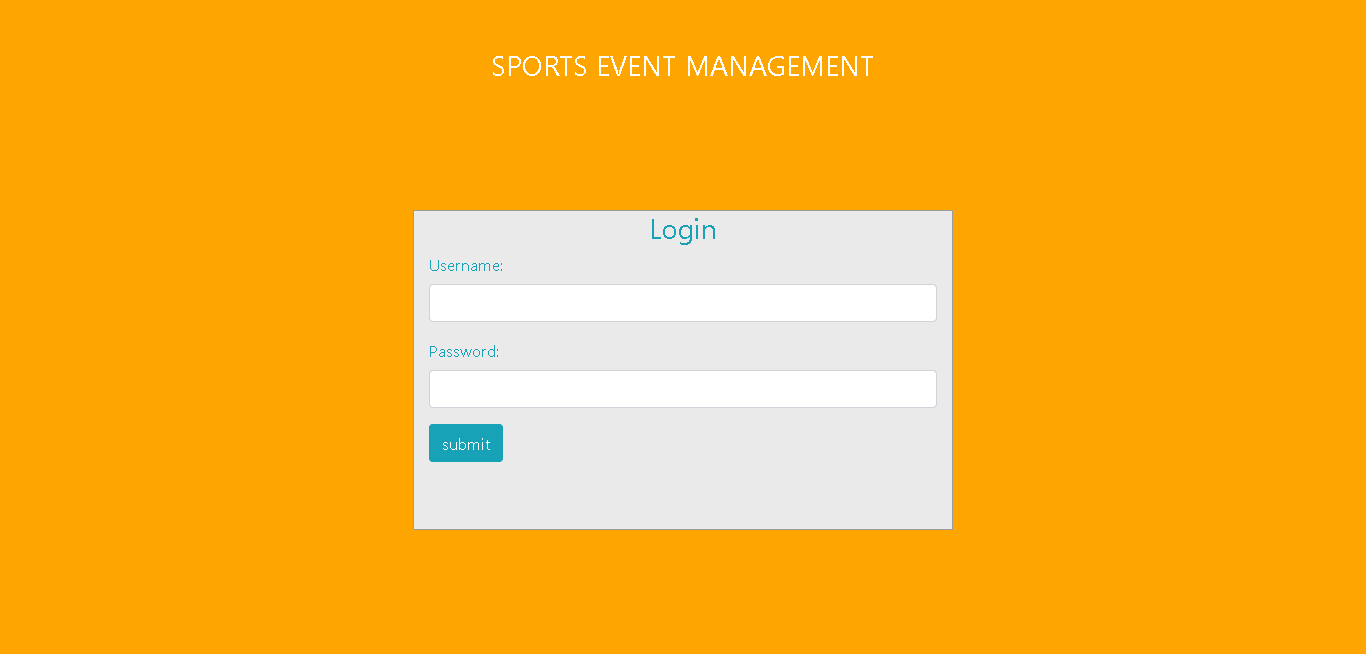 SPORTS EVENT MANAGEMENT
Login
Username:
Password:
submit